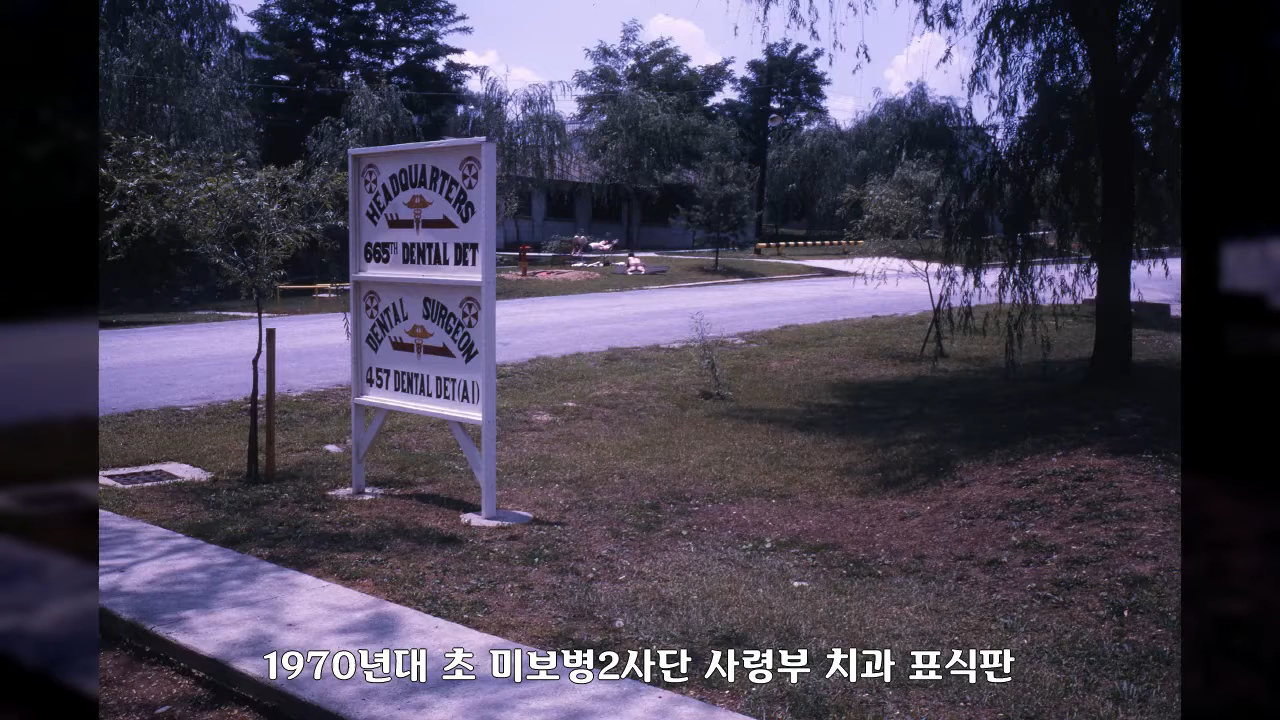 HEADQUARTERS
665TH DENTAL DET
DENTAL SURGEON
457 DENTAL DET(AI)
1970년대 초 미보병2사단 사령부 치과 표식판